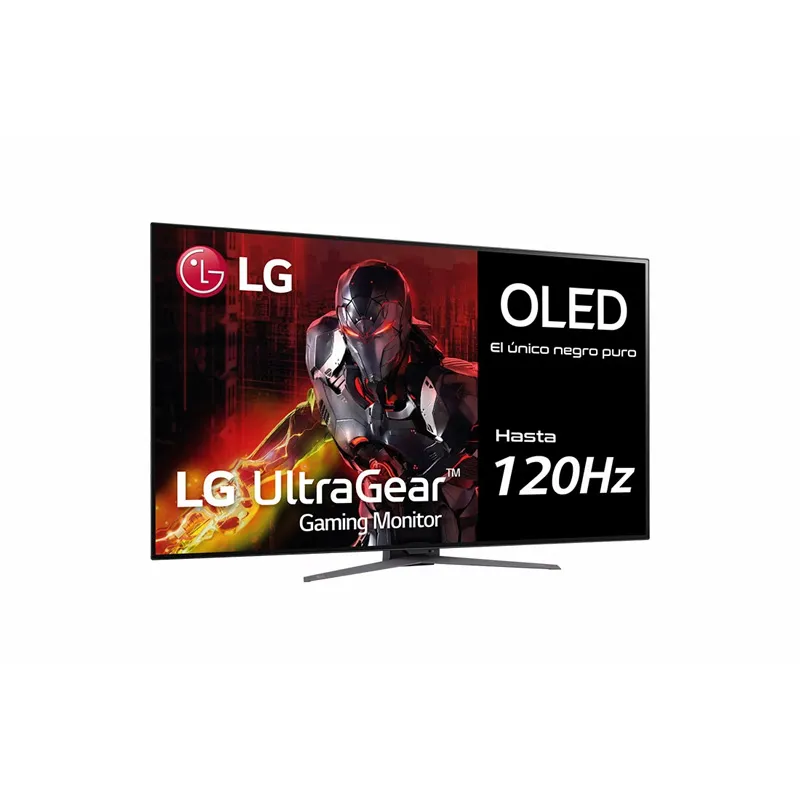 LG
LG UltraGear™
Gaming Monitor
OLED
El único negro puro
Hasta
120Hz